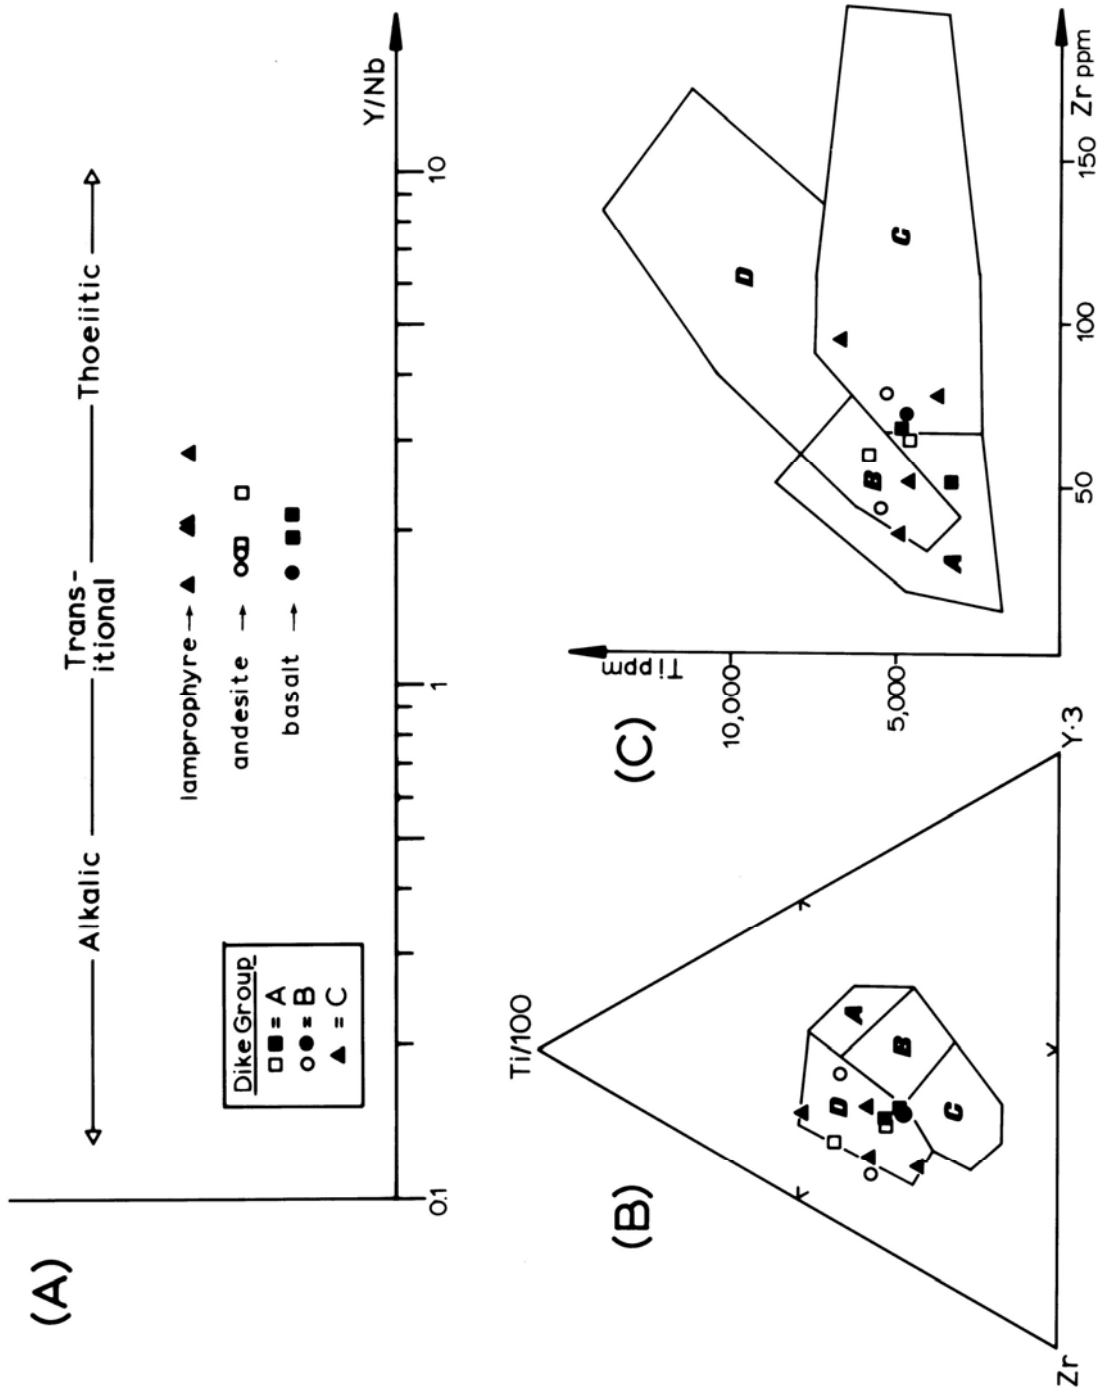 (A)
Alkalic
Trans-
itional
Thoeiitic
lamprophyre
andesite
basalt
Dike Group
= A
= B
= C
0.1
1
10
Y/Nb
(B)
Ti/100
Zr
Y·3
A
B
C
D
(C)
Ti ppm
10,000
5,000
50
100
150
Zr ppm
A
B
C
D